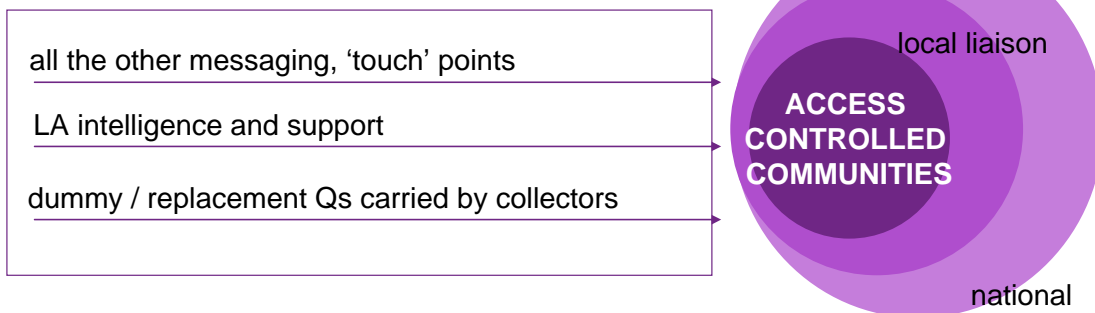 all the other messaging, ‘touch’ points
LA intelligence and support
dummy / replacement Qs carried by collectors
local liaison
ACCESS
CONTROLLED
COMMUNITIES
national